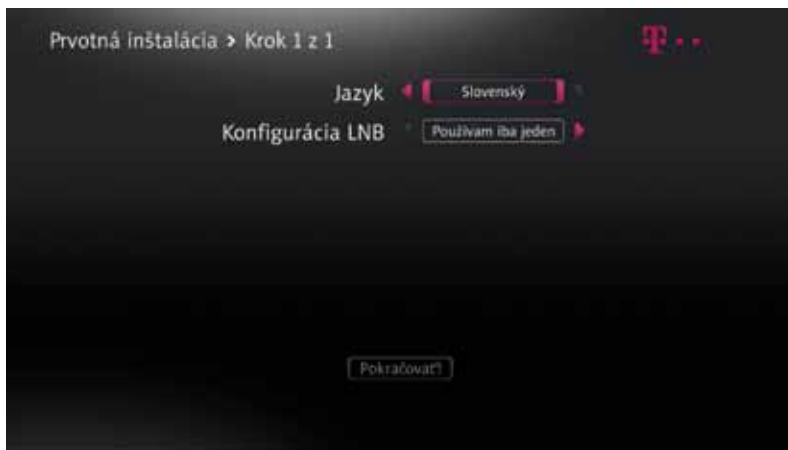 Prvotná inštalácia > Krok 1 z 1
T
Jazyk Slovenský
Konfigurácia LNB Používam iba jeden
Pokračovať